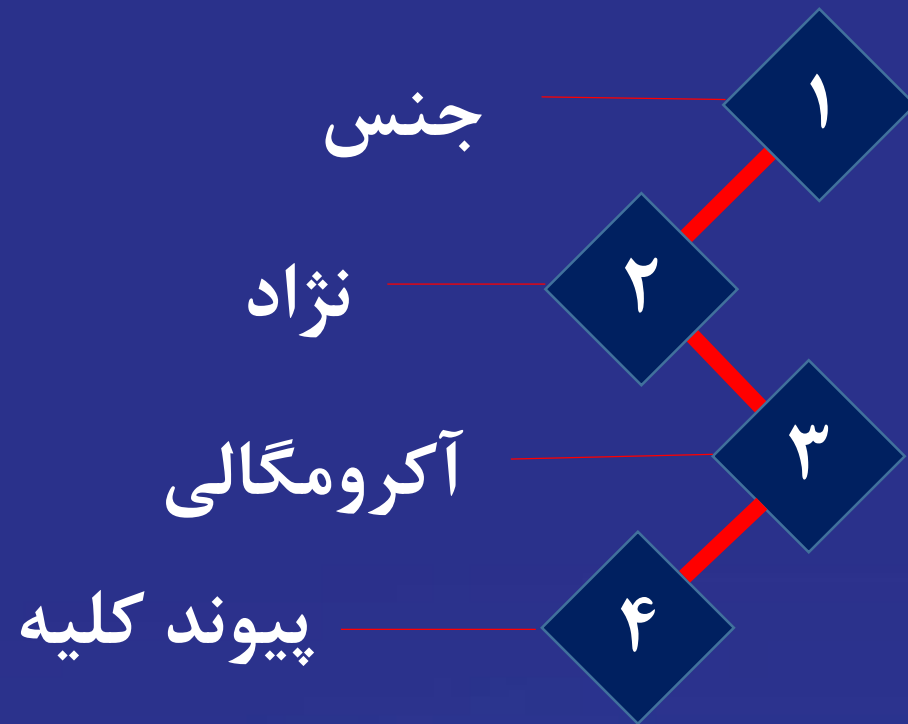 ۱
جنس
۲
نژاد
۳
آکرومگالی
۴
پیوند کلیه